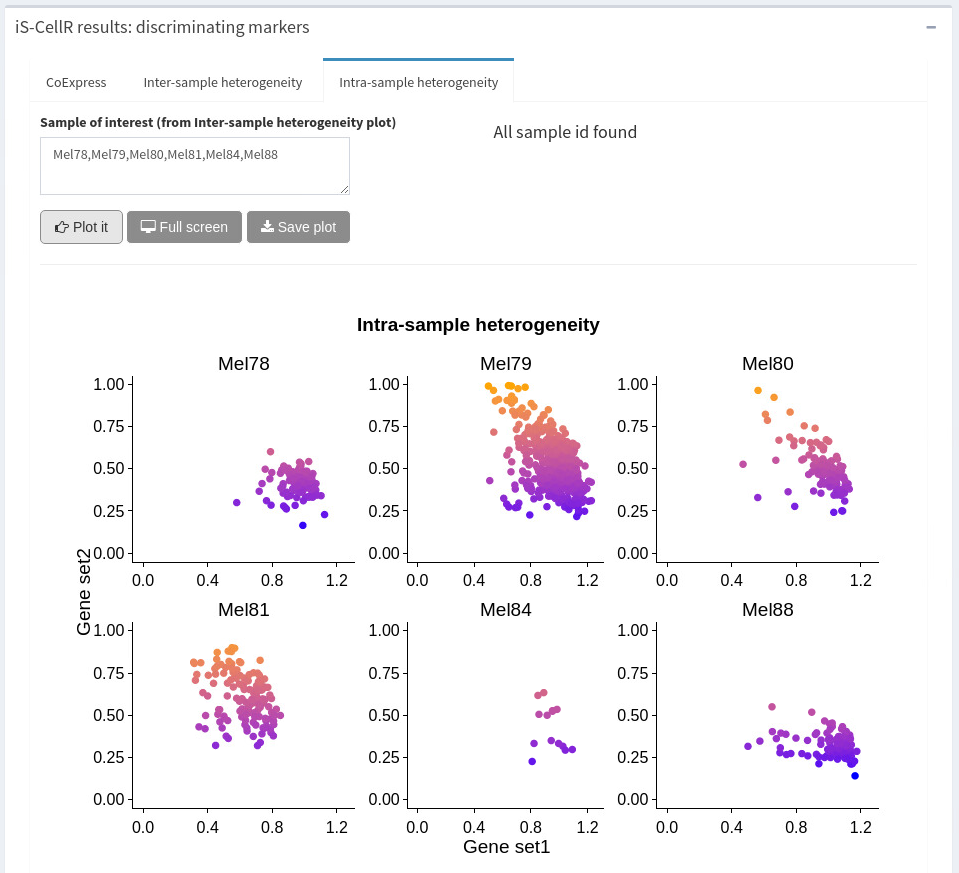 iS-CellR results: discriminating markers
CoExpress Inter-sample heterogeneity Intra-sample heterogeneity
Sample of interest (from Inter-sample heterogeneity plot)
All sample id found
Mel78,Mel79,Mel80,Mel81,Mel84,Mel88
Plot it Full screen Save plot
Intra-sample heterogeneity
Mel78 Mel79 Mel80
1.00 1.00 1.00
0.75 0.75 0.75
0.50 0.50 0.50
0.25 0.25 0.25
0.00 0.00 0.00
0.0 0.4 0.8 1.2 0.0 0.4 0.8 1.2 0.0 0.4 0.8 1.2
Gene set2
Mel81 Mel84 Mel88
1.00 1.00 1.00
0.75 0.75 0.75
0.50 0.50 0.50
0.25 0.25 0.25
0.00 0.00 0.00
0.0 0.4 0.8 1.2 0.0 0.4 0.8 1.2 0.0 0.4 0.8 1.2
Gene set1